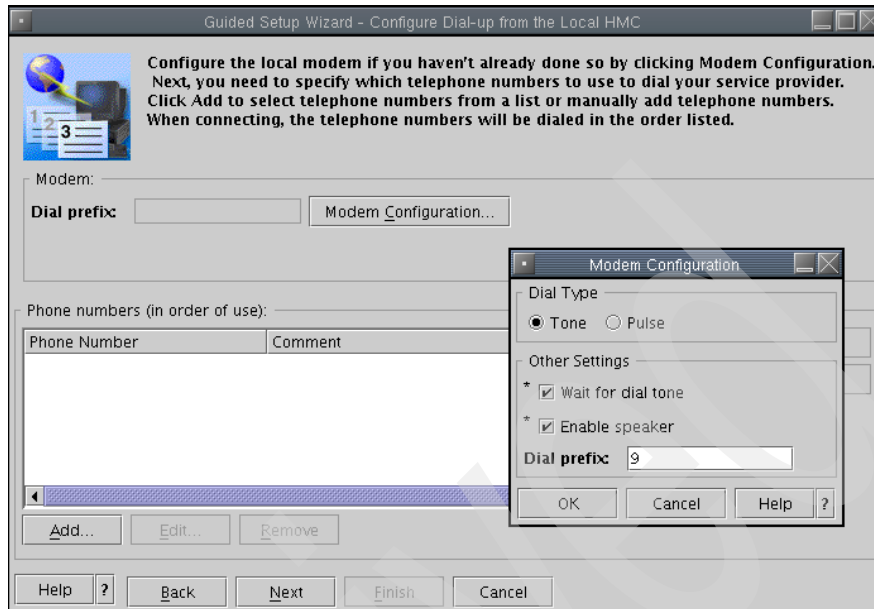 Guided Setup Wizard - Configure Dial-up from the Local HMC
Configure the local modem if you haven't already done so by clicking Modem Configuration.
Next, you need to specify which telephone numbers to use to dial your service provider.
Click Add to select telephone numbers from a list or manually add telephone numbers.
When connecting, the telephone numbers will be dialed in the order listed.
1 2 3
Modem:
Dial prefix:
Modem Configuration...
Phone numbers (in order of use):
Phone Number Comment
Modem Configuration
Dial Type
Tone Pulse
Other Settings
* Wait for dial tone
* Enable speaker
Dial prefix: 9
OK Cancel Help ?
Add... Edit... Remove
Help ? Back Next Finish Cancel